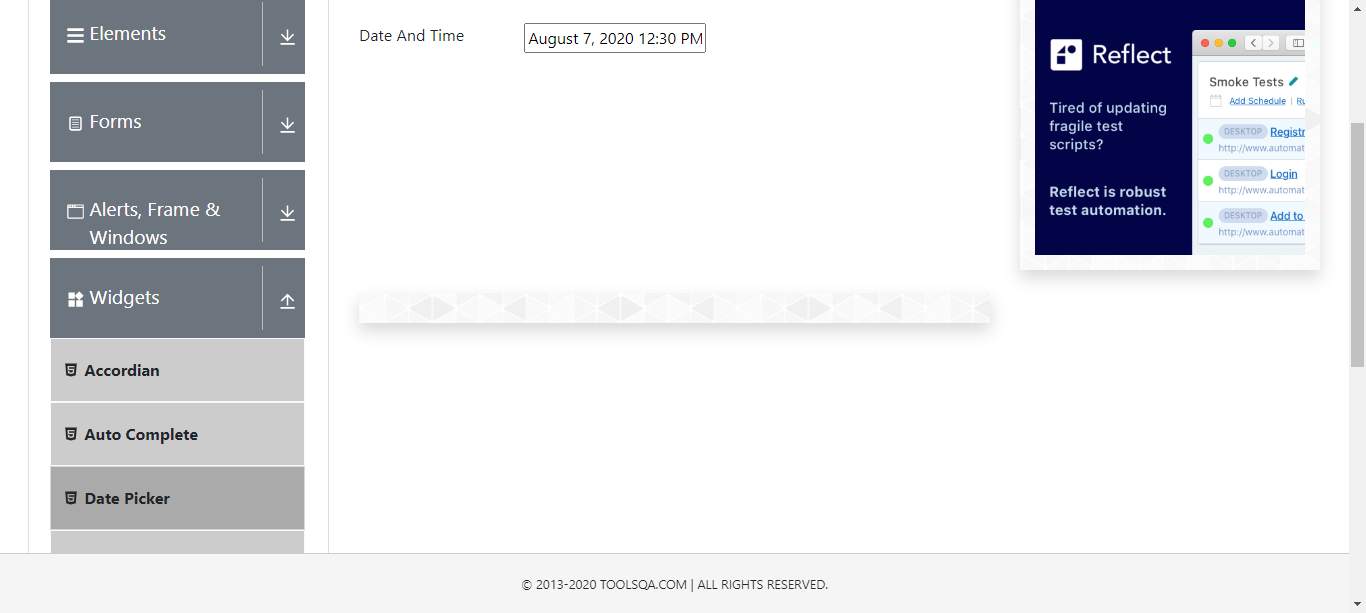 Elements
Forms
Alerts, Frame &
Windows
Widgets
Accordian
Auto Complete
Date Picker
Date And Time
August 7, 2020 12:30 PM
Reflect
Tired of updating
fragile test
scripts?
Reflect is robust
test automation.
Smoke Tests
Add Schedule | Ru
DESKTOP Registr
http://www.automat
DESKTOP Login
http://www.automat
DESKTOP Add to
http://www.automat
© 2013-2020 TOOLSQA.COM | ALL RIGHTS RESERVED.